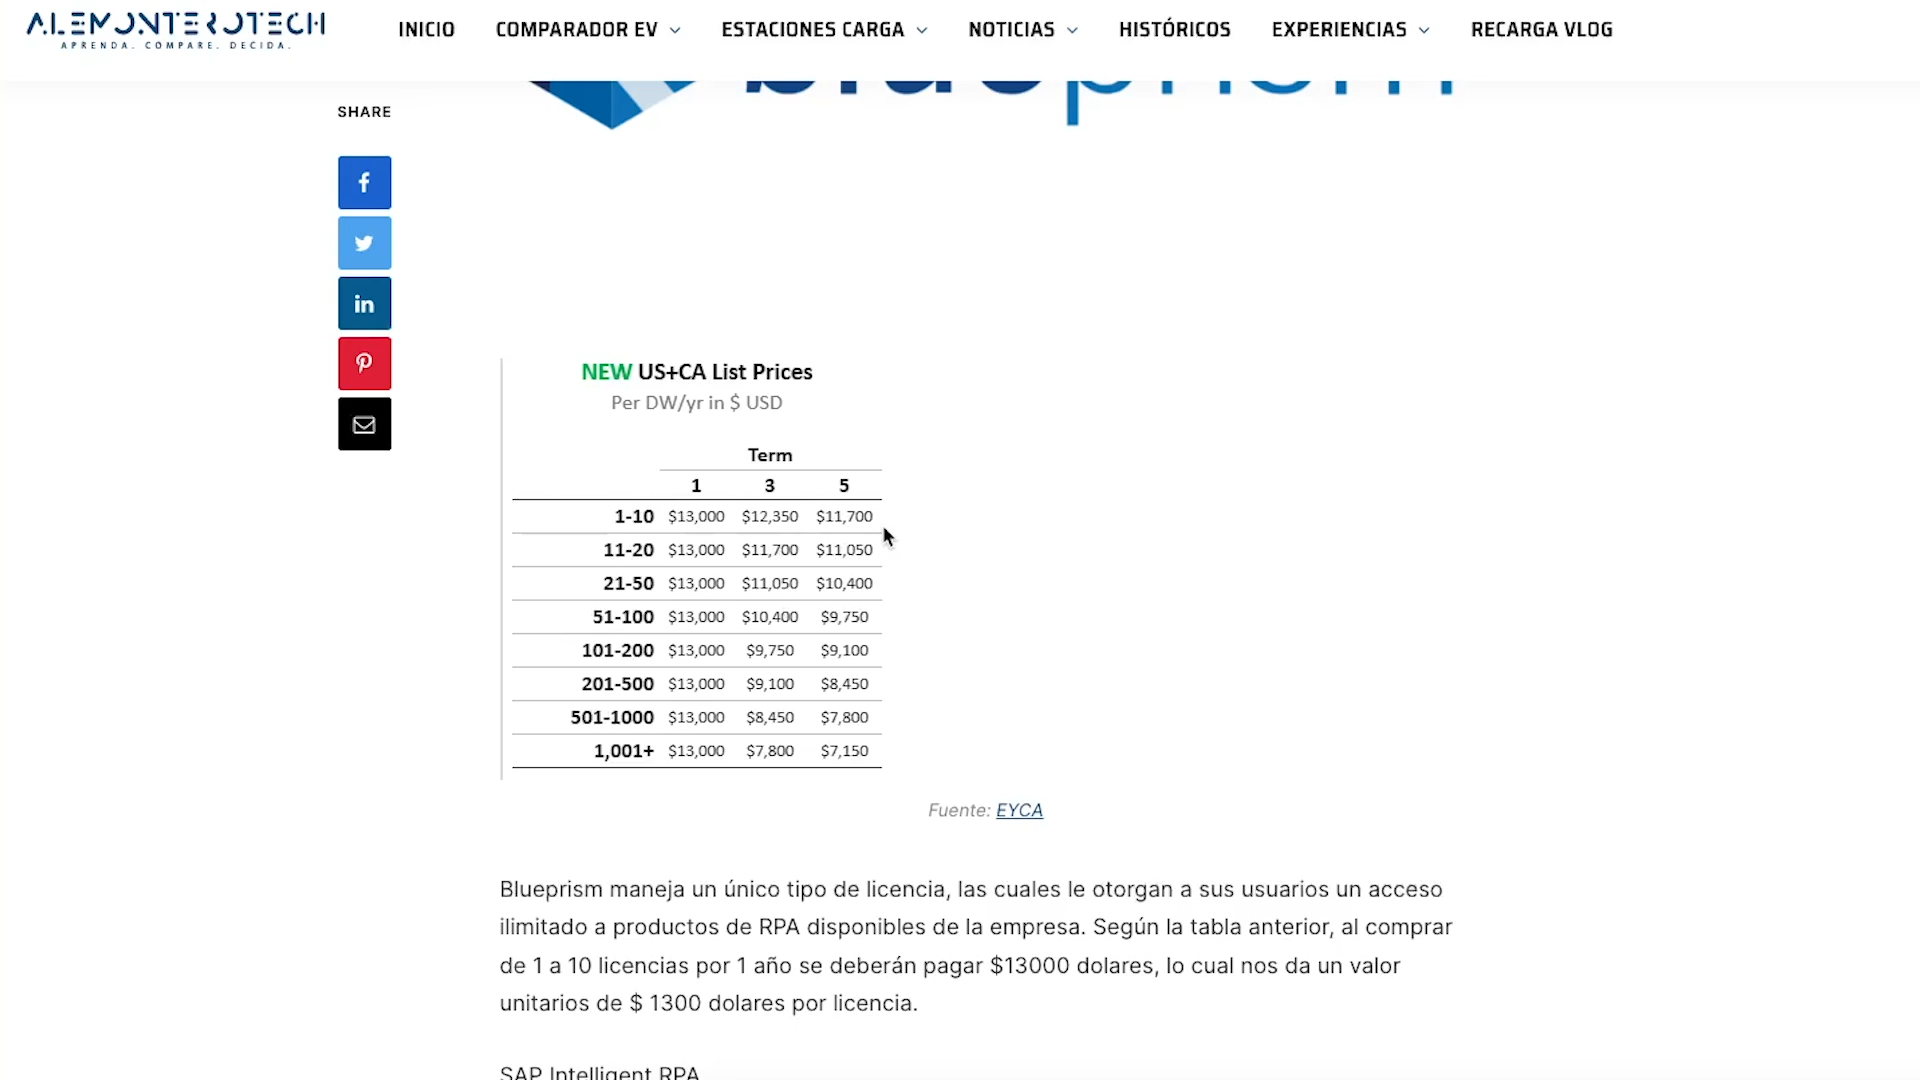 ALEMONTEROTECH
APRENDA. COMPARE. DECIDA.
INICIO COMPARADOR EV ESTACIONES CARGA NOTICIAS HISTÓRICOS EXPERIENCIAS RECARGA VLOG
blueprism
SHARE
NEW US+CA List Prices
Per DW/yr in $ USD
Term
1 3 5
1-10 $13,000 $12,350 $11,700
11-20 $13,000 $11,700 $11,050
21-50 $13,000 $11,050 $10,400
51-100 $13,000 $10,400 $9,750
101-200 $13,000 $9,750 $9,100
201-500 $13,000 $9,100 $8,450
501-1000 $13,000 $8,450 $7,800
1,001+ $13,000 $7,800 $7,150
Fuente: EYCA
Blueprism maneja un único tipo de licencia, las cuales le otorgan a sus usuarios un acceso
ilimitado a productos de RPA disponibles de la empresa. Según la tabla anterior, al comprar
de 1 a 10 licencias por 1 año se deberán pagar $13000 dolares, lo cual nos da un valor
unitarios de $ 1300 dolares por licencia.
SAP Intelligent RPA